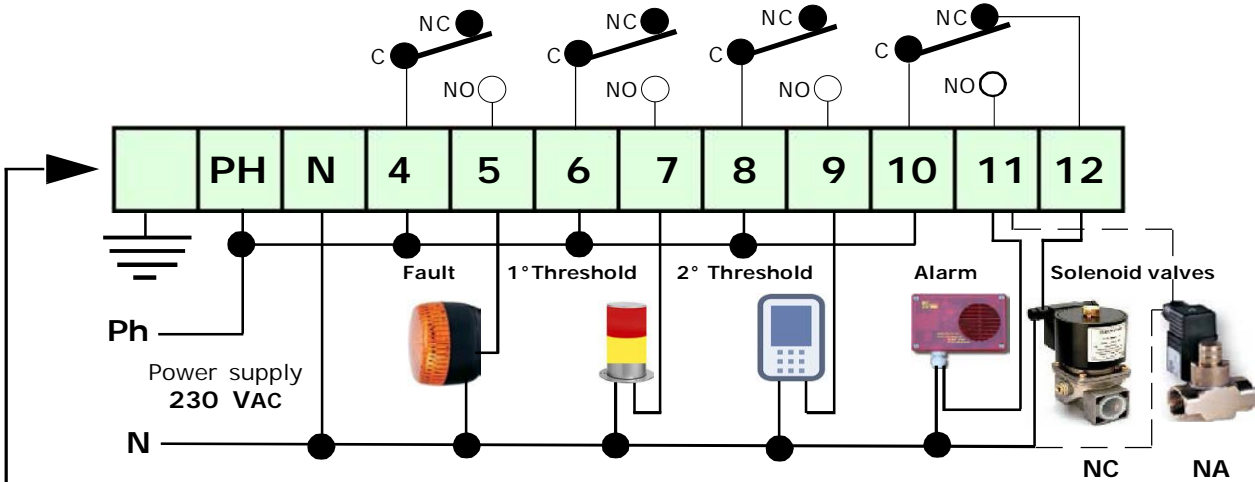 NC NC NC NC
C C C C
NO NO NO NO
PH N 4 5 6 7 8 9 10 11 12
Fault 1°Threshold 2° Threshold Alarm Solenoid valves
Ph
Power supply
230 VAC
N
NC NA